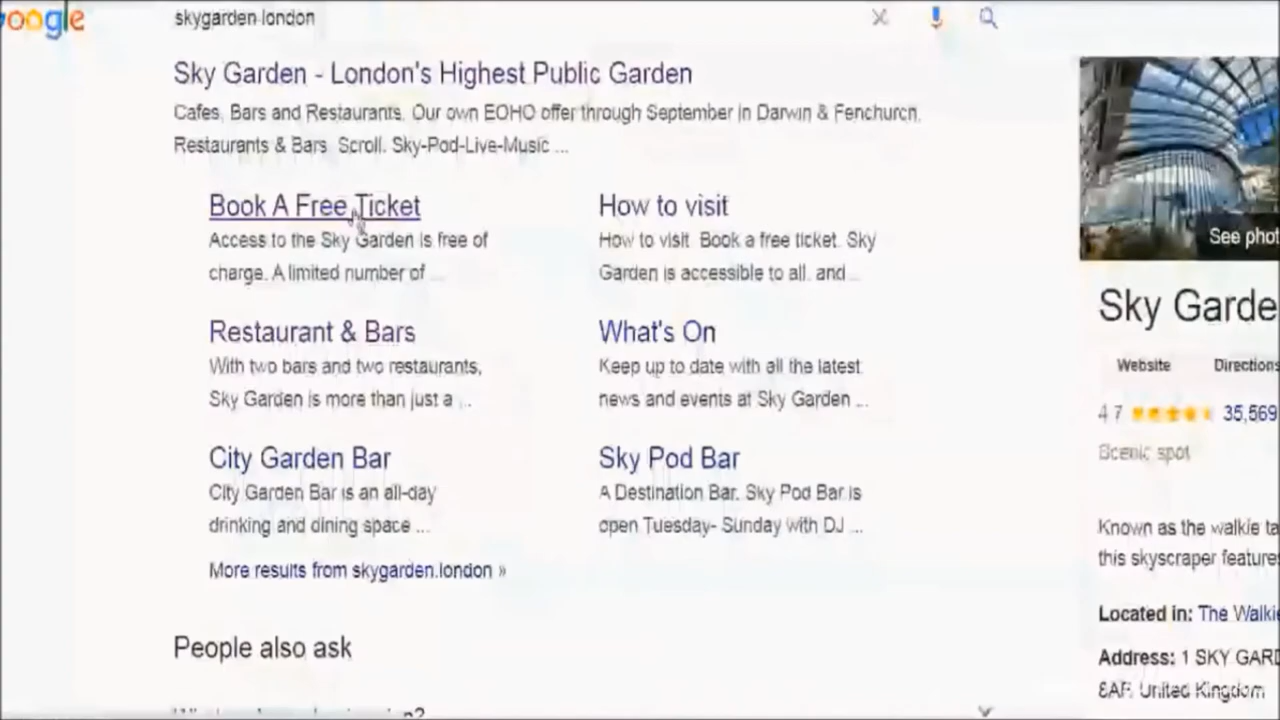 oogle
skygarden london
Sky Garden - London's Highest Public Garden
Cafes, Bars and Restaurants. Our own EOHO offer through September in Darwin & Fenchurch.
Restaurants & Bars. Scroll. Sky-Pod-Live-Music ...
Book A Free Ticket
Access to the Sky Garden is free of
charge. A limited number of ...
How to visit
How to visit. Book a free ticket. Sky
Garden is accessible to all, and ...
Restaurant & Bars
With two bars and two restaurants,
Sky Garden is more than just a ...
What's On
Keep up to date with all the latest
news and events at Sky Garden ...
City Garden Bar
City Garden Bar is an all-day
drinking and dining space ...
Sky Pod Bar
A Destination Bar. Sky Pod Bar is
open Tuesday- Sunday with DJ ...
More results from skygarden.london »
People also ask
See phot
Sky Garde
Website Directions
4.7 35,569
Scenic spot
Known as the walkie ta
this skyscraper feature
Located in: The Walkie
Address: 1 SKY GARD
8AF, United Kingdom